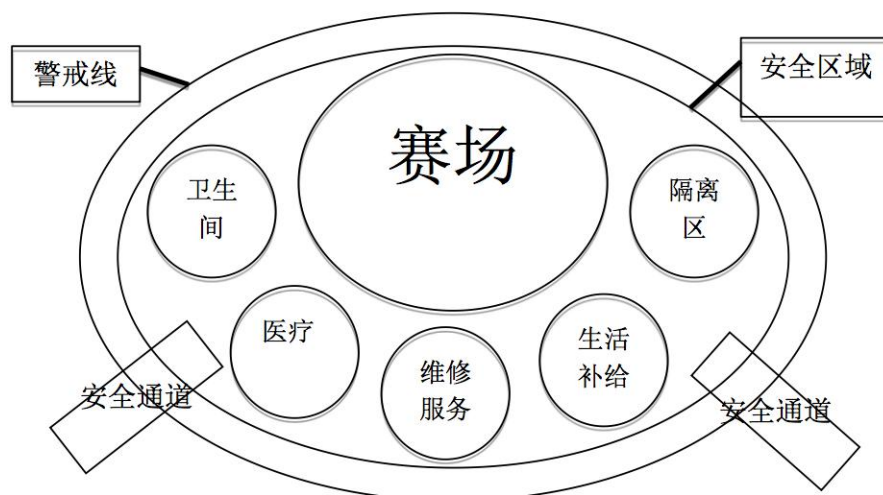 警戒线
安全区域
赛场
卫生
间
隔离
区
医疗
维修
服务
生活
补给
安全通道
安全通道